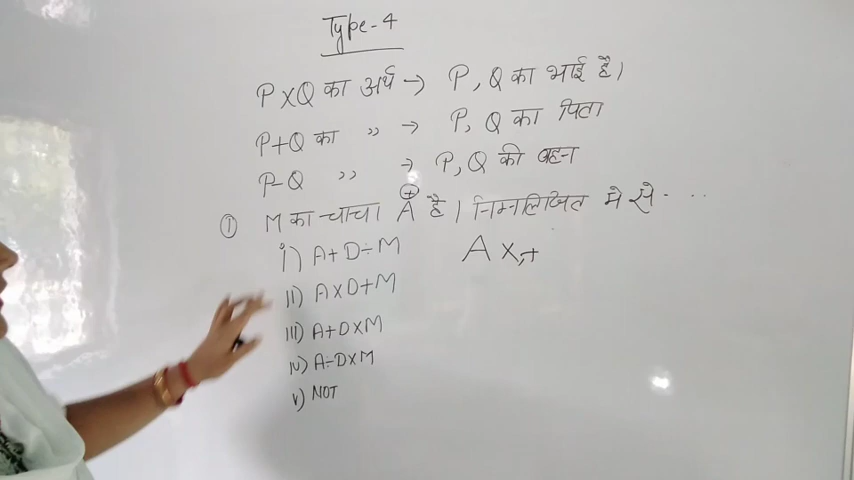 Type-4
P×Q का अर्थ → P, Q का भाई है।
P+Q का ,, → P, Q का पिता
P-Q ,, → P, Q की बहन
① M का चाचा A है। निम्नलिखित मे से - ...
+
i) A+D÷M
ii) A×D+M
iii) A+D×M
iv) A÷D×M
v) NOT
A ×,+